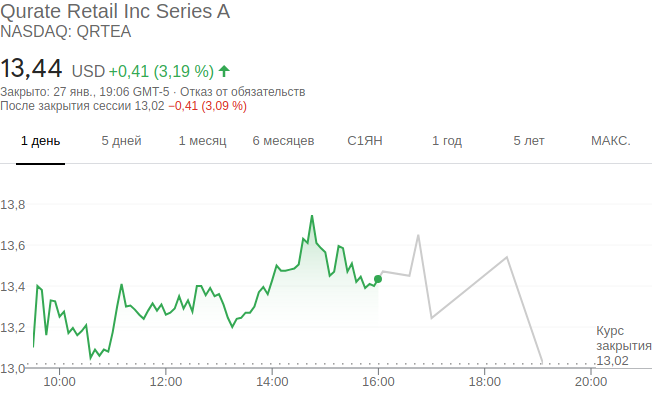 Qurate Retail Inc Series A
NASDAQ: QRTEA
13,44 USD +0,41 (3,19 %) ↑
Закрыто: 27 янв., 19:06 GMT-5 · Отказ от обязательств
После закрытия сессии 13,02 −0,41 (3,09 %)
1 день 5 дней 1 месяц 6 месяцев С1ЯН 1 год 5 лет МАКС.
13,8
13,6
13,4
13,2
13,0
Курс
закрытия
13,02
10:00 12:00 14:00 16:00 18:00 20:00